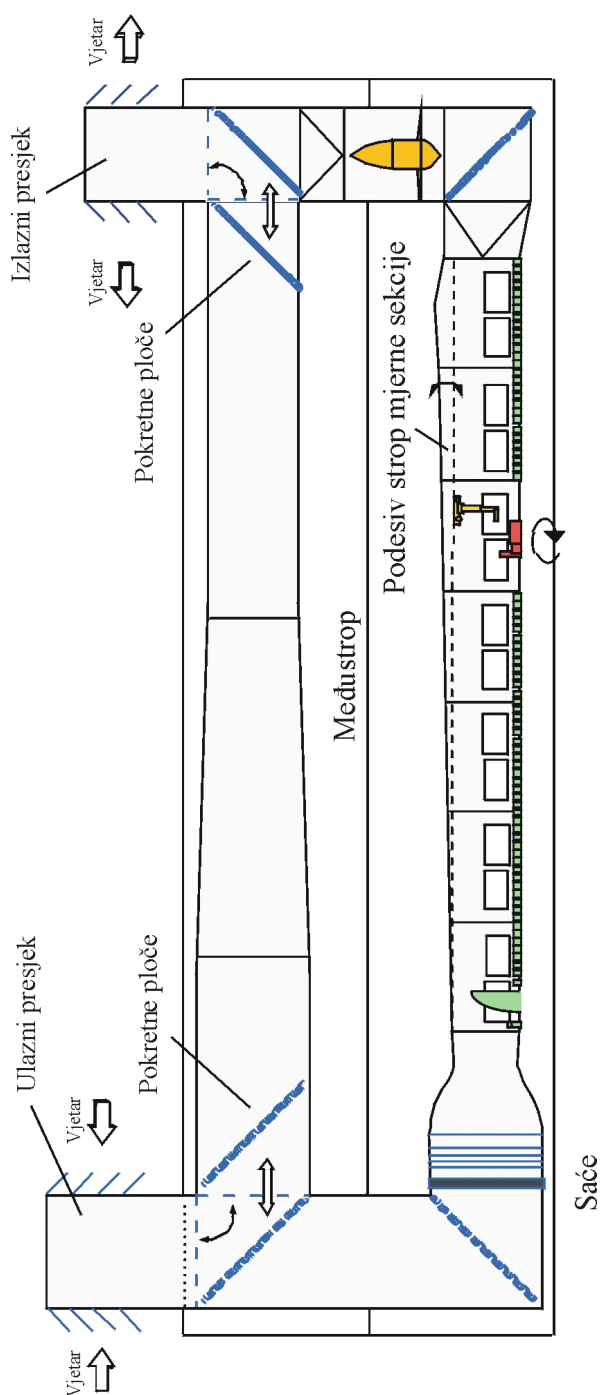 Vjetar
Ulazni presjek
Vjetar
Pokretne ploče
Međustrop
Pokretne ploče
Vjetar
Izlazni presjek
Vjetar
Podesiv strop mjerne sekcije
Saće